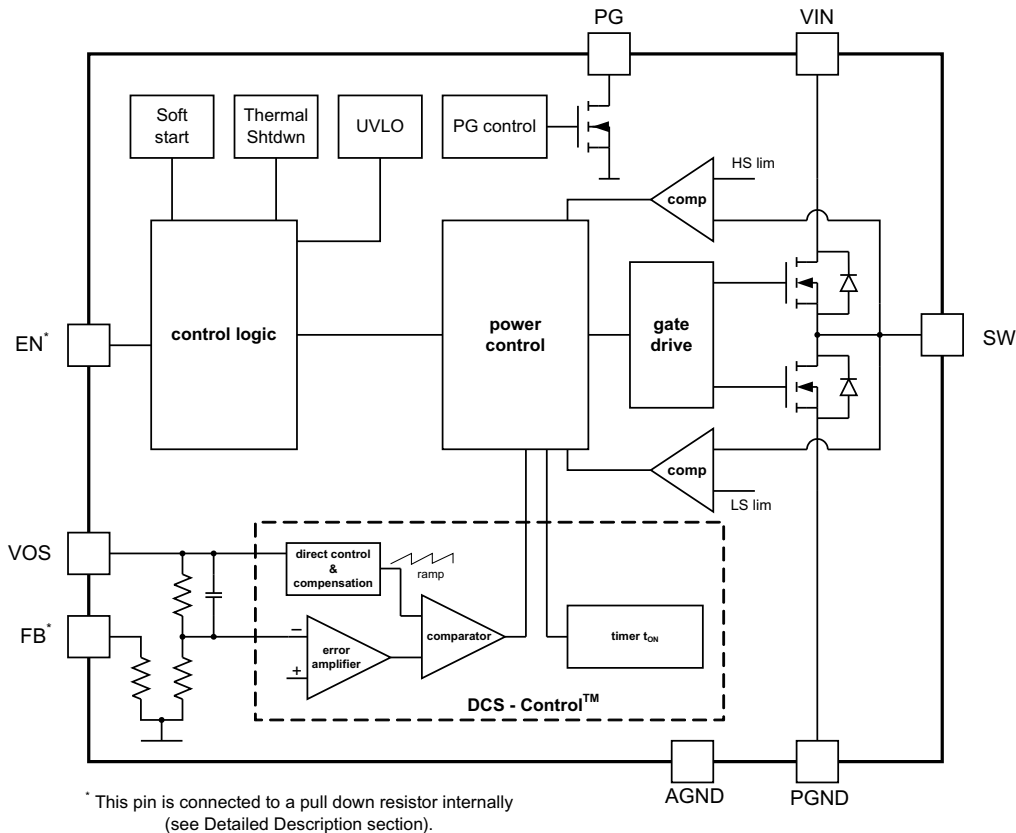 PG
VIN
Soft
start
Thermal
Shtdwn
UVLO
PG control
HS lim
comp
EN*
control logic
power
control
gate
drive
SW
comp
LS lim
VOS
direct control
&
compensation
ramp
FB*
−
error
amplifier
+
comparator
timer tON
DCS - Control™
AGND
PGND
* This pin is connected to a pull down resistor internally
(see Detailed Description section).